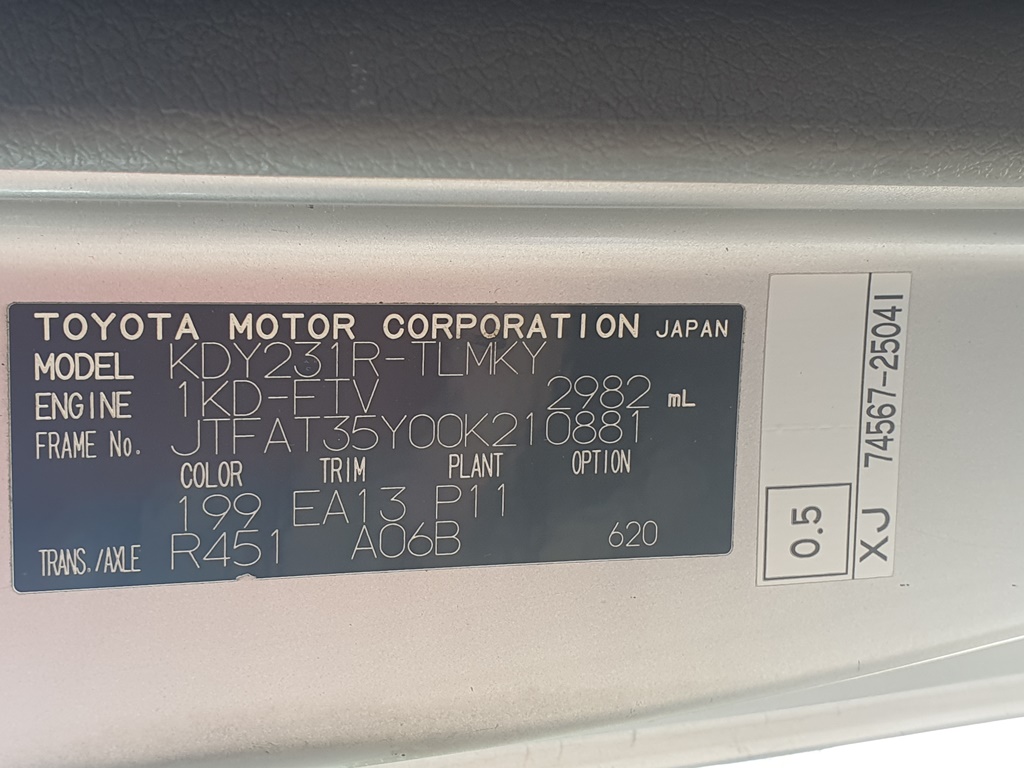 TOYOTA MOTOR CORPORATION JAPAN
MODEL KDY231R-TLMKY
ENGINE 1KD-FTV 2982 mL
FRAME No. JTFAT35Y00K210881
COLOR TRIM PLANT OPTION
199 EA13 P11
TRANS./AXLE R451 A06B 620
0.5
XJ 74567-25041